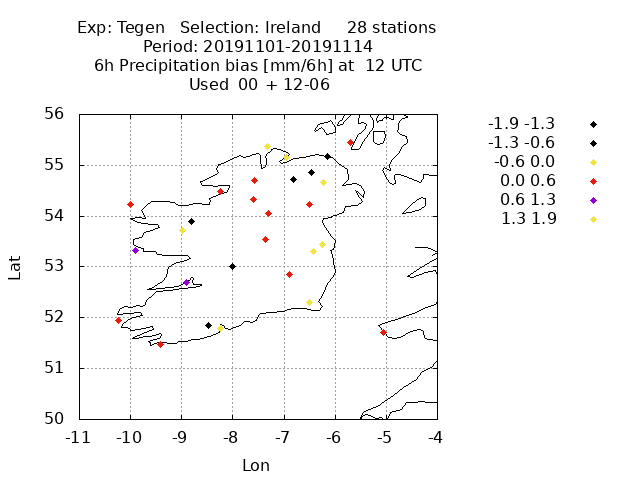 Exp: Tegen   Selection: Ireland     28 stations
Period: 20191101-20191114
6h Precipitation bias [mm/6h] at  12 UTC
Used  00  + 12-06
56
55
54
53
52
51
50
-11 -10 -9 -8 -7 -6 -5 -4
Lat
Lon
-1.9 -1.3
-1.3 -0.6
-0.6 0.0
0.0 0.6
0.6 1.3
1.3 1.9